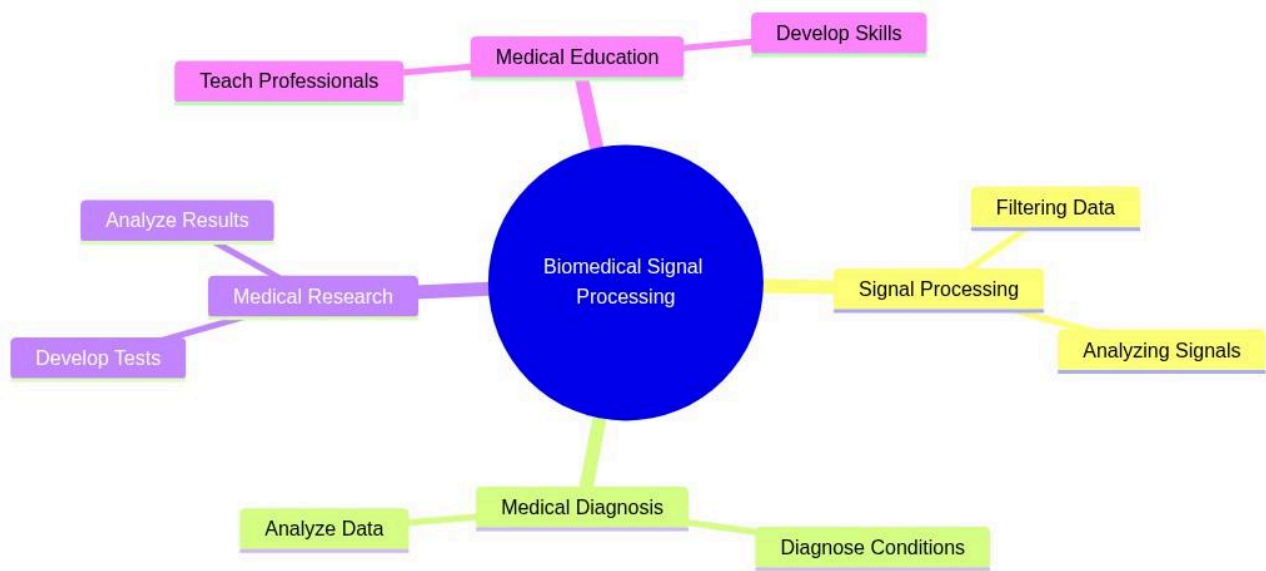 Develop Skills
Medical Education
Teach Professionals
Analyze Results
Filtering Data
Biomedical Signal
Processing
Signal Processing
Medical Research
Develop Tests
Analyzing Signals
Medical Diagnosis
Analyze Data
Diagnose Conditions